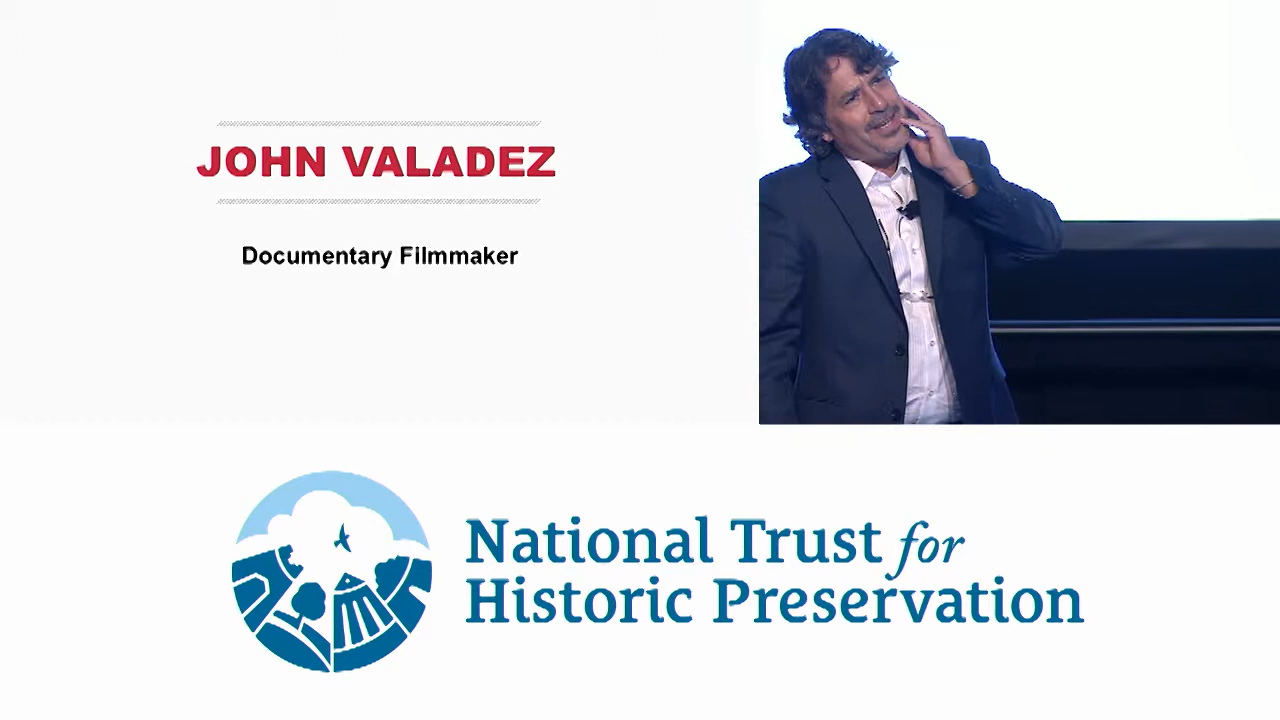 JOHN VALADEZ
Documentary Filmmaker
National Trust for
Historic Preservation